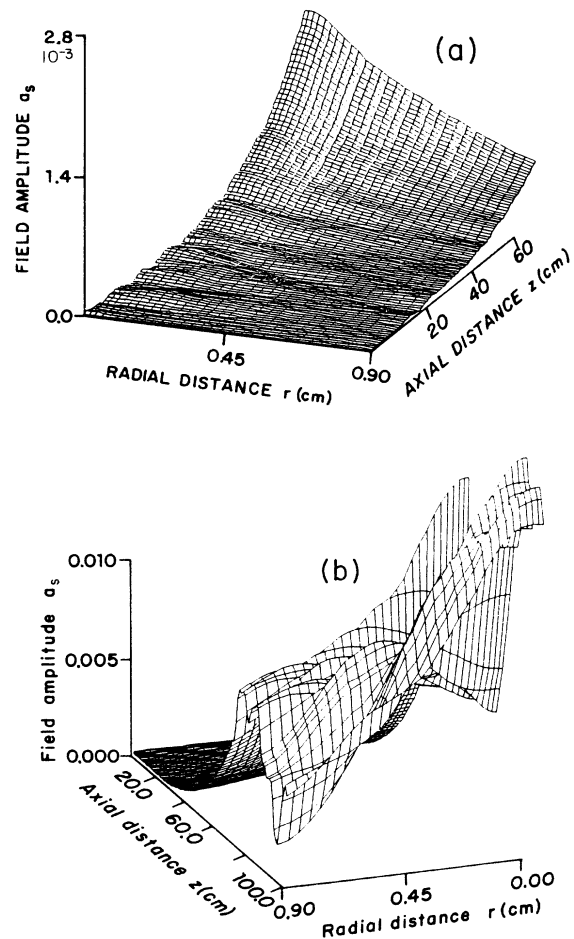 (a)
2.8
10-3
FIELD AMPLITUDE as
1.4
0.0
0.45
0.90
RADIAL DISTANCE r (cm)
20
40
60
AXIAL DISTANCE z (cm)
(b)
0.010
Field amplitude as
0.005
0.000
20.0
60.0
100.0
Axial distance z(cm)
0.90
0.45
0.00
Radial distance r (cm)